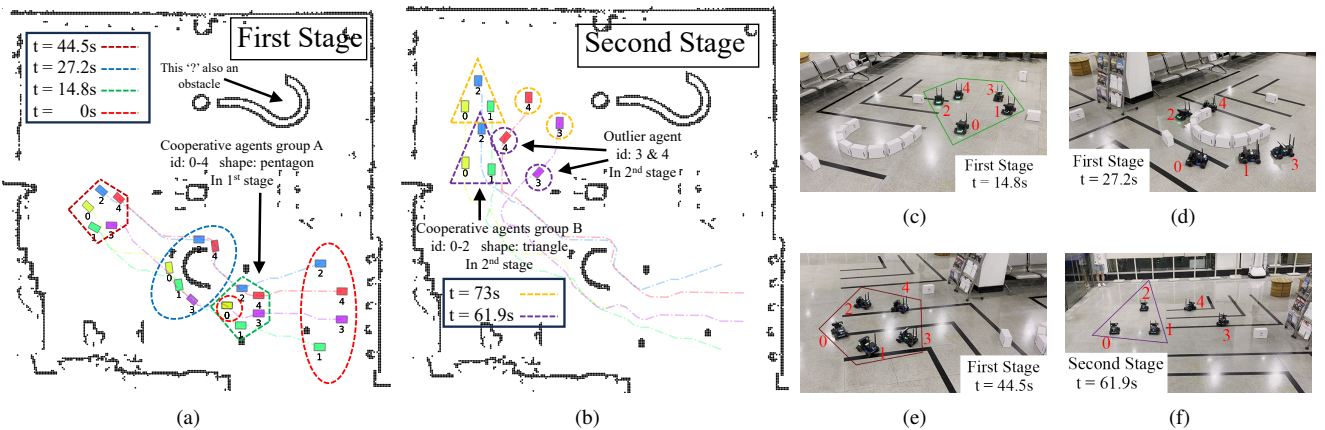 First Stage
t = 44.5s
t = 27.2s
t = 14.8s
t = 0s
This '?' also an
obstacle
Cooperative agents group A
id: 0-4 shape: pentagon
In 1st stage
2
4
0
1
3
2
4
0
1
3
2
4
0
3
1
2
4
3
1
(a)
Second Stage
2
0
1
4
3
2
4
0
1
3
Outlier agent
id: 3 & 4
In 2nd stage
Cooperative agents group B
id: 0-2 shape: triangle
In 2nd stage
t = 73s
t = 61.9s
(b)
4
3
2
1
0
First Stage
t = 14.8s
(c)
4
2
0
1
3
First Stage
t = 27.2s
(d)
4
2
0
1
3
First Stage
t = 44.5s
(e)
2
4
3
1
0
Second Stage
t = 61.9s
(f)